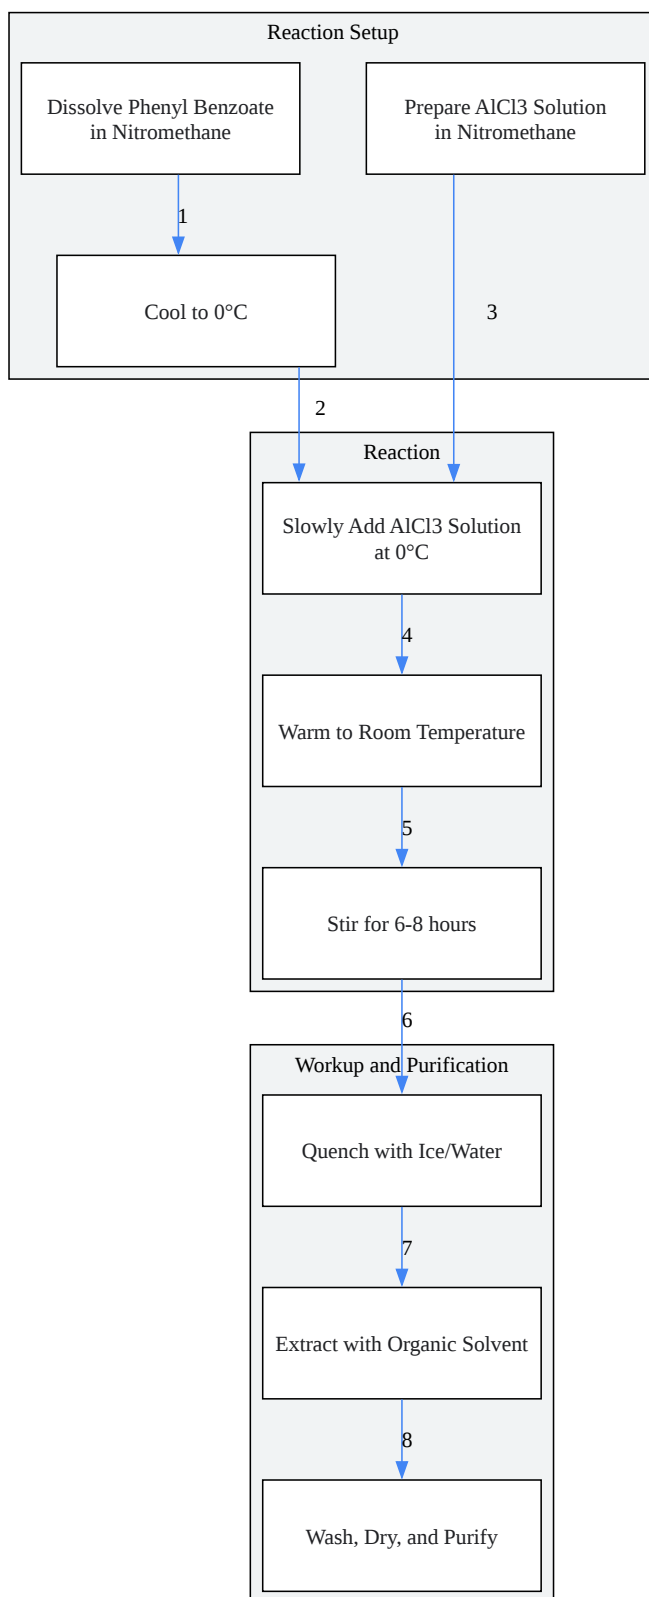 Reaction Setup
Dissolve Phenyl Benzoate
in Nitromethane
Prepare AlCl3 Solution
in Nitromethane
1
Cool to 0°C
3
2
Reaction
Slowly Add AlCl3 Solution
at 0°C
4
Warm to Room Temperature
5
Stir for 6-8 hours
6
Workup and Purification
Quench with Ice/Water
7
Extract with Organic Solvent
8
Wash, Dry, and Purify